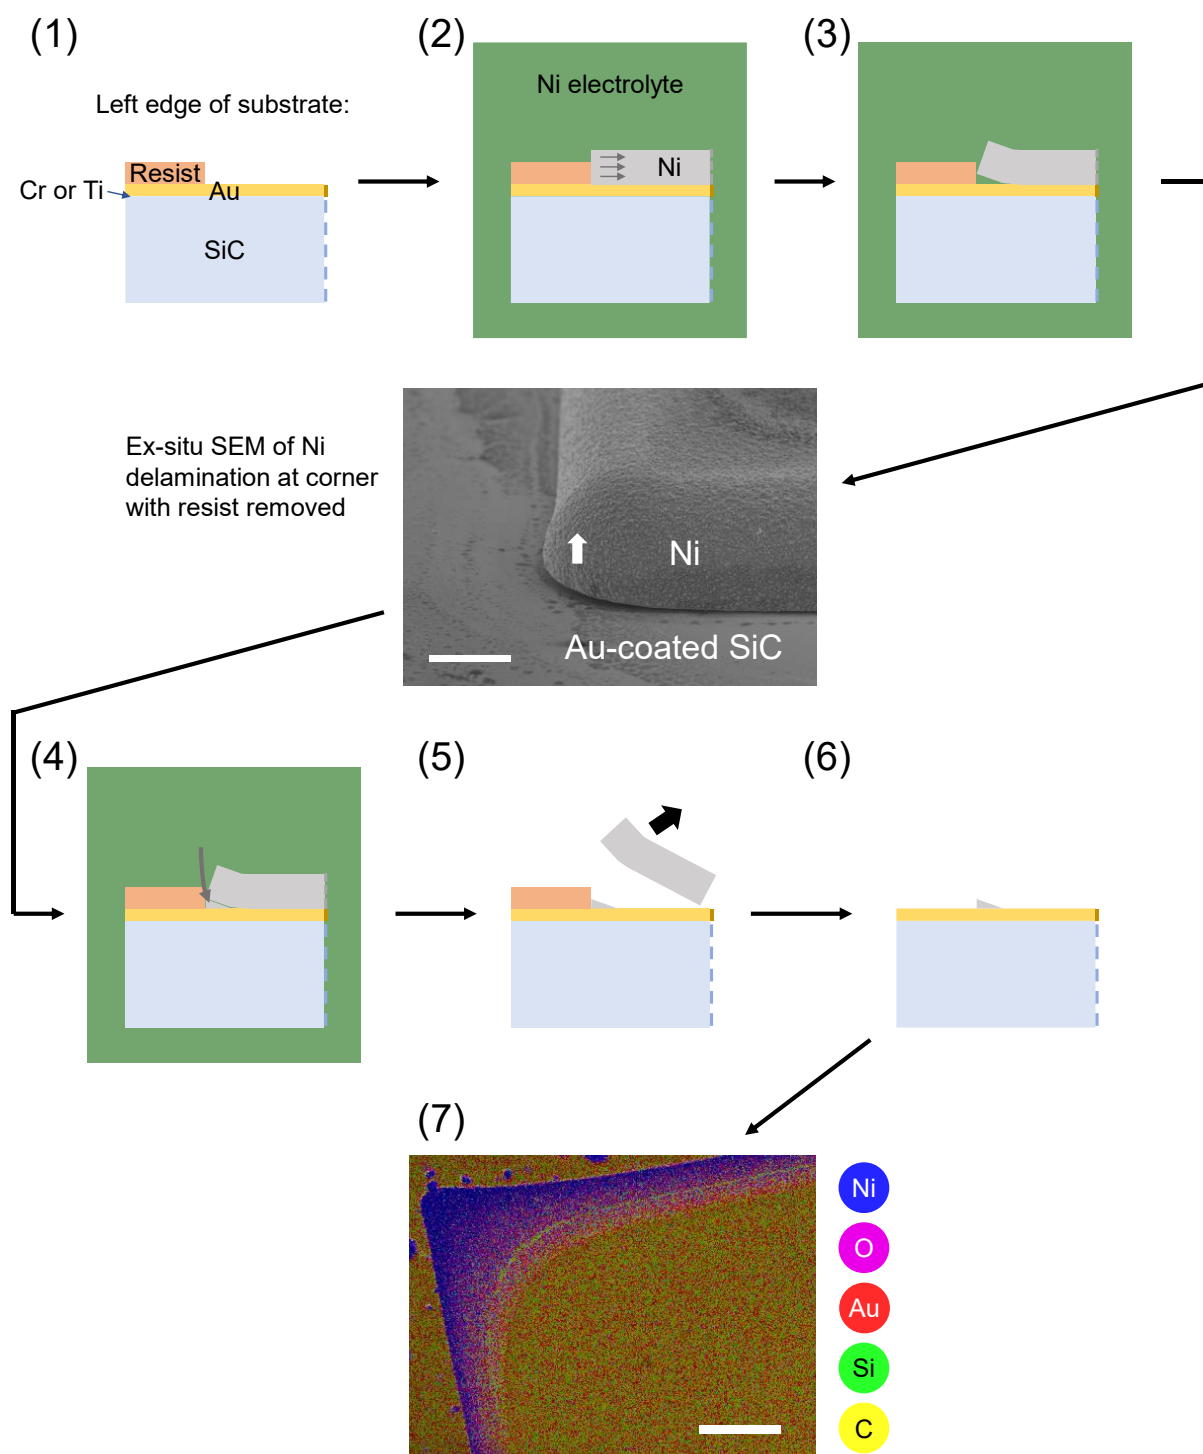 (1)
(2)
(3)
Left edge of substrate:
Resist
Cr or Ti
Au
SiC
Ni electrolyte
Ni
Ex-situ SEM of Ni
delamination at corner
with resist removed
Ni
Au-coated SiC
(4)
(5)
(6)
(7)
Ni
O
Au
Si
C